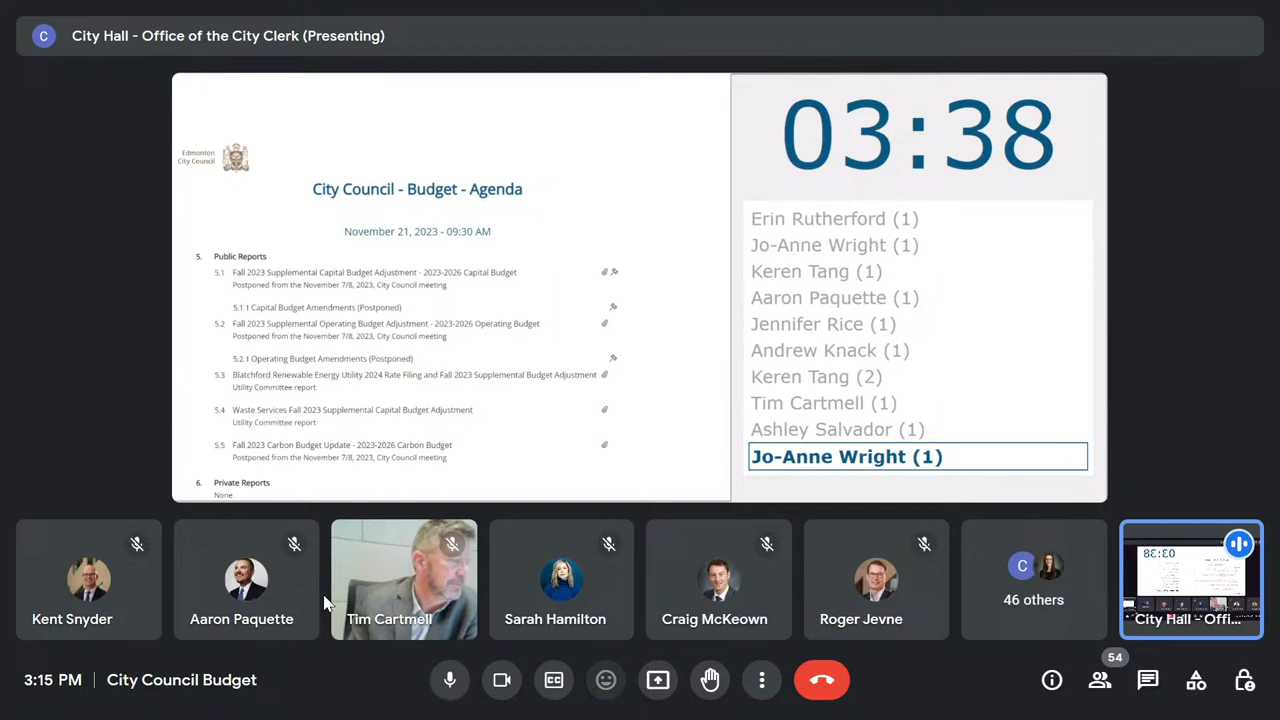 C City Hall - Office of the City Clerk (Presenting)
Edmonton
City Council
City Council - Budget - Agenda
November 21, 2023 - 09:30 AM
5. Public Reports
5.1 Fall 2023 Supplemental Capital Budget Adjustment - 2023-2026 Capital Budget
Postponed from the November 7/8, 2023, City Council meeting
5.1.1 Capital Budget Amendments (Postponed)
5.2 Fall 2023 Supplemental Operating Budget Adjustment - 2023-2026 Operating Budget
Postponed from the November 7/8, 2023, City Council meeting
5.2.1 Operating Budget Amendments (Postponed)
5.3 Blatchford Renewable Energy Utility 2024 Rate Filing and Fall 2023 Supplemental Budget Adjustment
Utility Committee report
5.4 Waste Services Fall 2023 Supplemental Capital Budget Adjustment
Utility Committee report
5.5 Fall 2023 Carbon Budget Update - 2023-2026 Carbon Budget
Postponed from the November 7/8, 2023, City Council meeting
6. Private Reports
None
03:38
Erin Rutherford (1)
Jo-Anne Wright (1)
Keren Tang (1)
Aaron Paquette (1)
Jennifer Rice (1)
Andrew Knack (1)
Keren Tang (2)
Tim Cartmell (1)
Ashley Salvador (1)
Jo-Anne Wright (1)
Kent Snyder
Aaron Paquette
Tim Cartmell
Sarah Hamilton
Craig McKeown
Roger Jevne
C
46 others
03:38
City Hall - Offi...
3:15 PM | City Council Budget
CC
54